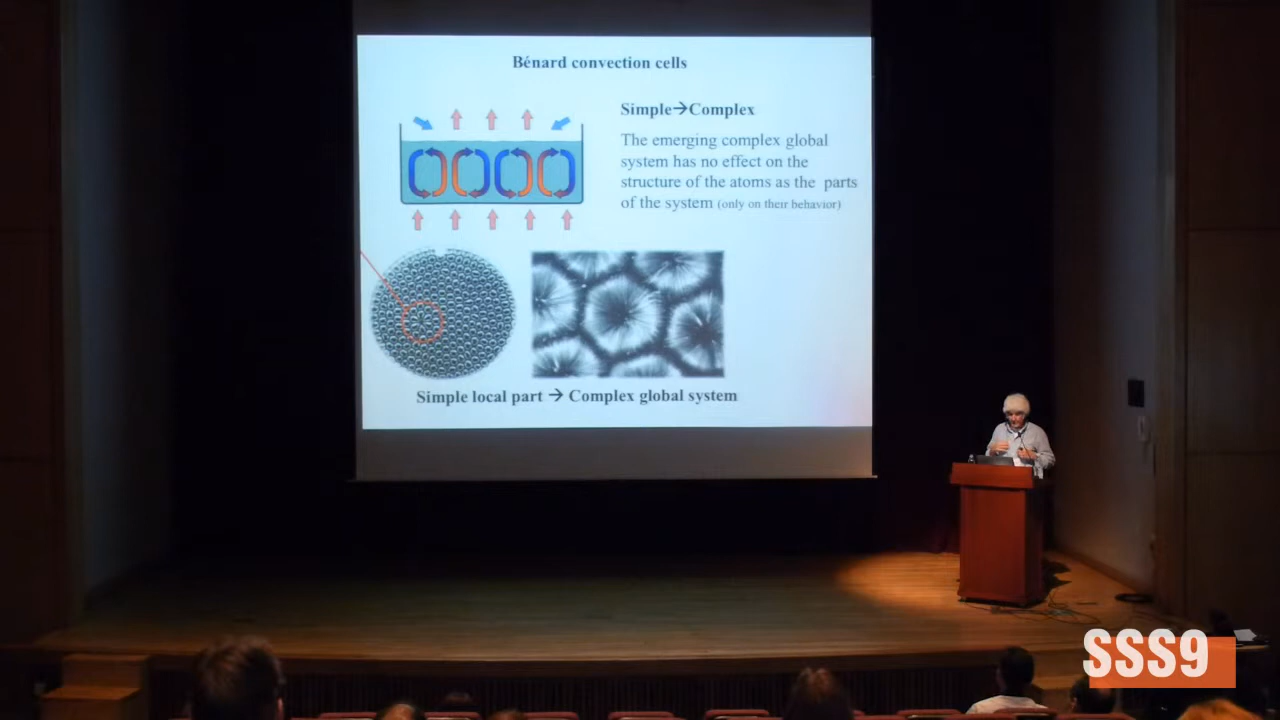 Bénard convection cells
Simple→Complex
The emerging complex global
system has no effect on the
structure of the atoms as the parts
of the system (only on their behavior)
Simple local part → Complex global system
SSS9